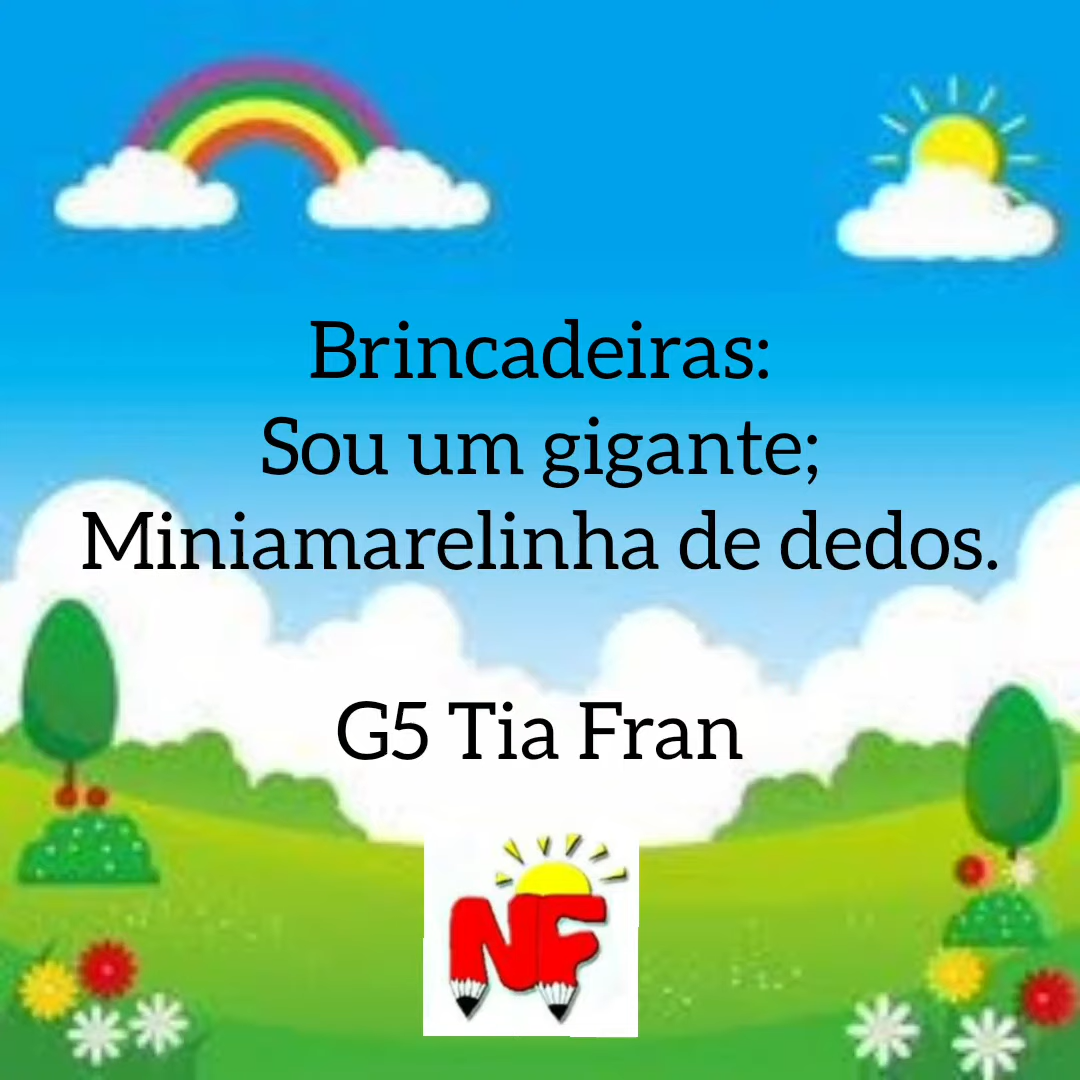 Brincadeiras:
Sou um gigante;
Miniamarelinha de dedos.
G5 Tia Fran
NF